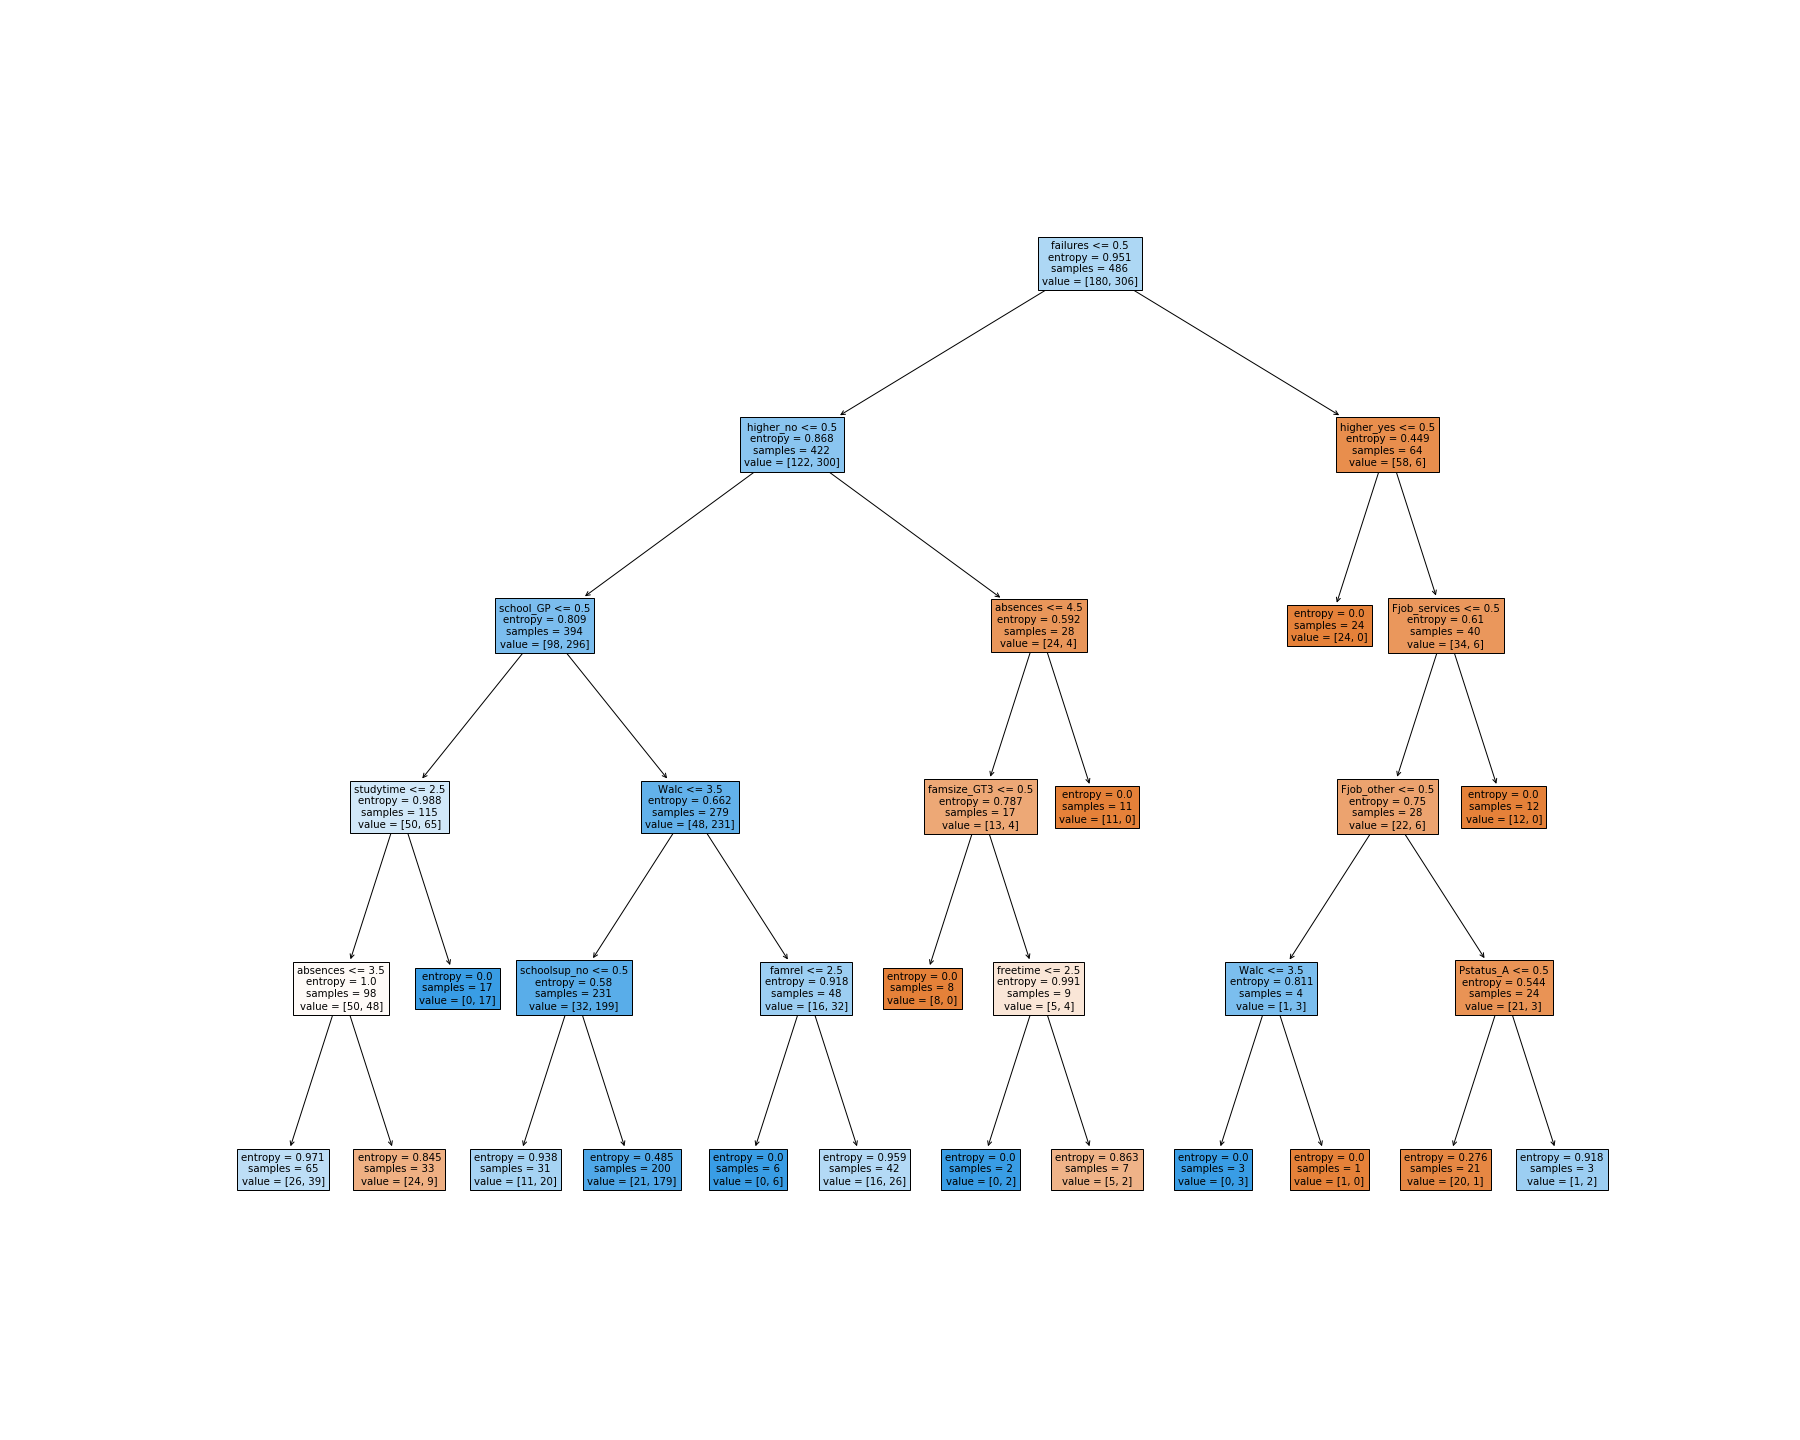 failures <= 0.5
entropy = 0.951
samples = 486
value = [180, 306]
higher_no <= 0.5
entropy = 0.868
samples = 422
value = [122, 300]
higher_yes <= 0.5
entropy = 0.449
samples = 64
value = [58, 6]
school_GP <= 0.5
entropy = 0.809
samples = 394
value = [98, 296]
absences <= 4.5
entropy = 0.592
samples = 28
value = [24, 4]
entropy = 0.0
samples = 24
value = [24, 0]
Fjob_services <= 0.5
entropy = 0.61
samples = 40
value = [34, 6]
studytime <= 2.5
entropy = 0.988
samples = 115
value = [50, 65]
Walc <= 3.5
entropy = 0.662
samples = 279
value = [48, 231]
famsize_GT3 <= 0.5
entropy = 0.787
samples = 17
value = [13, 4]
entropy = 0.0
samples = 11
value = [11, 0]
Fjob_other <= 0.5
entropy = 0.75
samples = 28
value = [22, 6]
entropy = 0.0
samples = 12
value = [12, 0]
absences <= 3.5
entropy = 1.0
samples = 98
value = [50, 48]
entropy = 0.0
samples = 17
value = [0, 17]
schoolsup_no <= 0.5
entropy = 0.58
samples = 231
value = [32, 199]
famrel <= 2.5
entropy = 0.918
samples = 48
value = [16, 32]
entropy = 0.0
samples = 8
value = [8, 0]
freetime <= 2.5
entropy = 0.991
samples = 9
value = [5, 4]
Walc <= 3.5
entropy = 0.811
samples = 4
value = [1, 3]
Pstatus_A <= 0.5
entropy = 0.544
samples = 24
value = [21, 3]
entropy = 0.971
samples = 65
value = [26, 39]
entropy = 0.845
samples = 33
value = [24, 9]
entropy = 0.938
samples = 31
value = [11, 20]
entropy = 0.485
samples = 200
value = [21, 179]
entropy = 0.0
samples = 6
value = [0, 6]
entropy = 0.959
samples = 42
value = [16, 26]
entropy = 0.0
samples = 2
value = [0, 2]
entropy = 0.863
samples = 7
value = [5, 2]
entropy = 0.0
samples = 3
value = [0, 3]
entropy = 0.0
samples = 1
value = [1, 0]
entropy = 0.276
samples = 21
value = [20, 1]
entropy = 0.918
samples = 3
value = [1, 2]